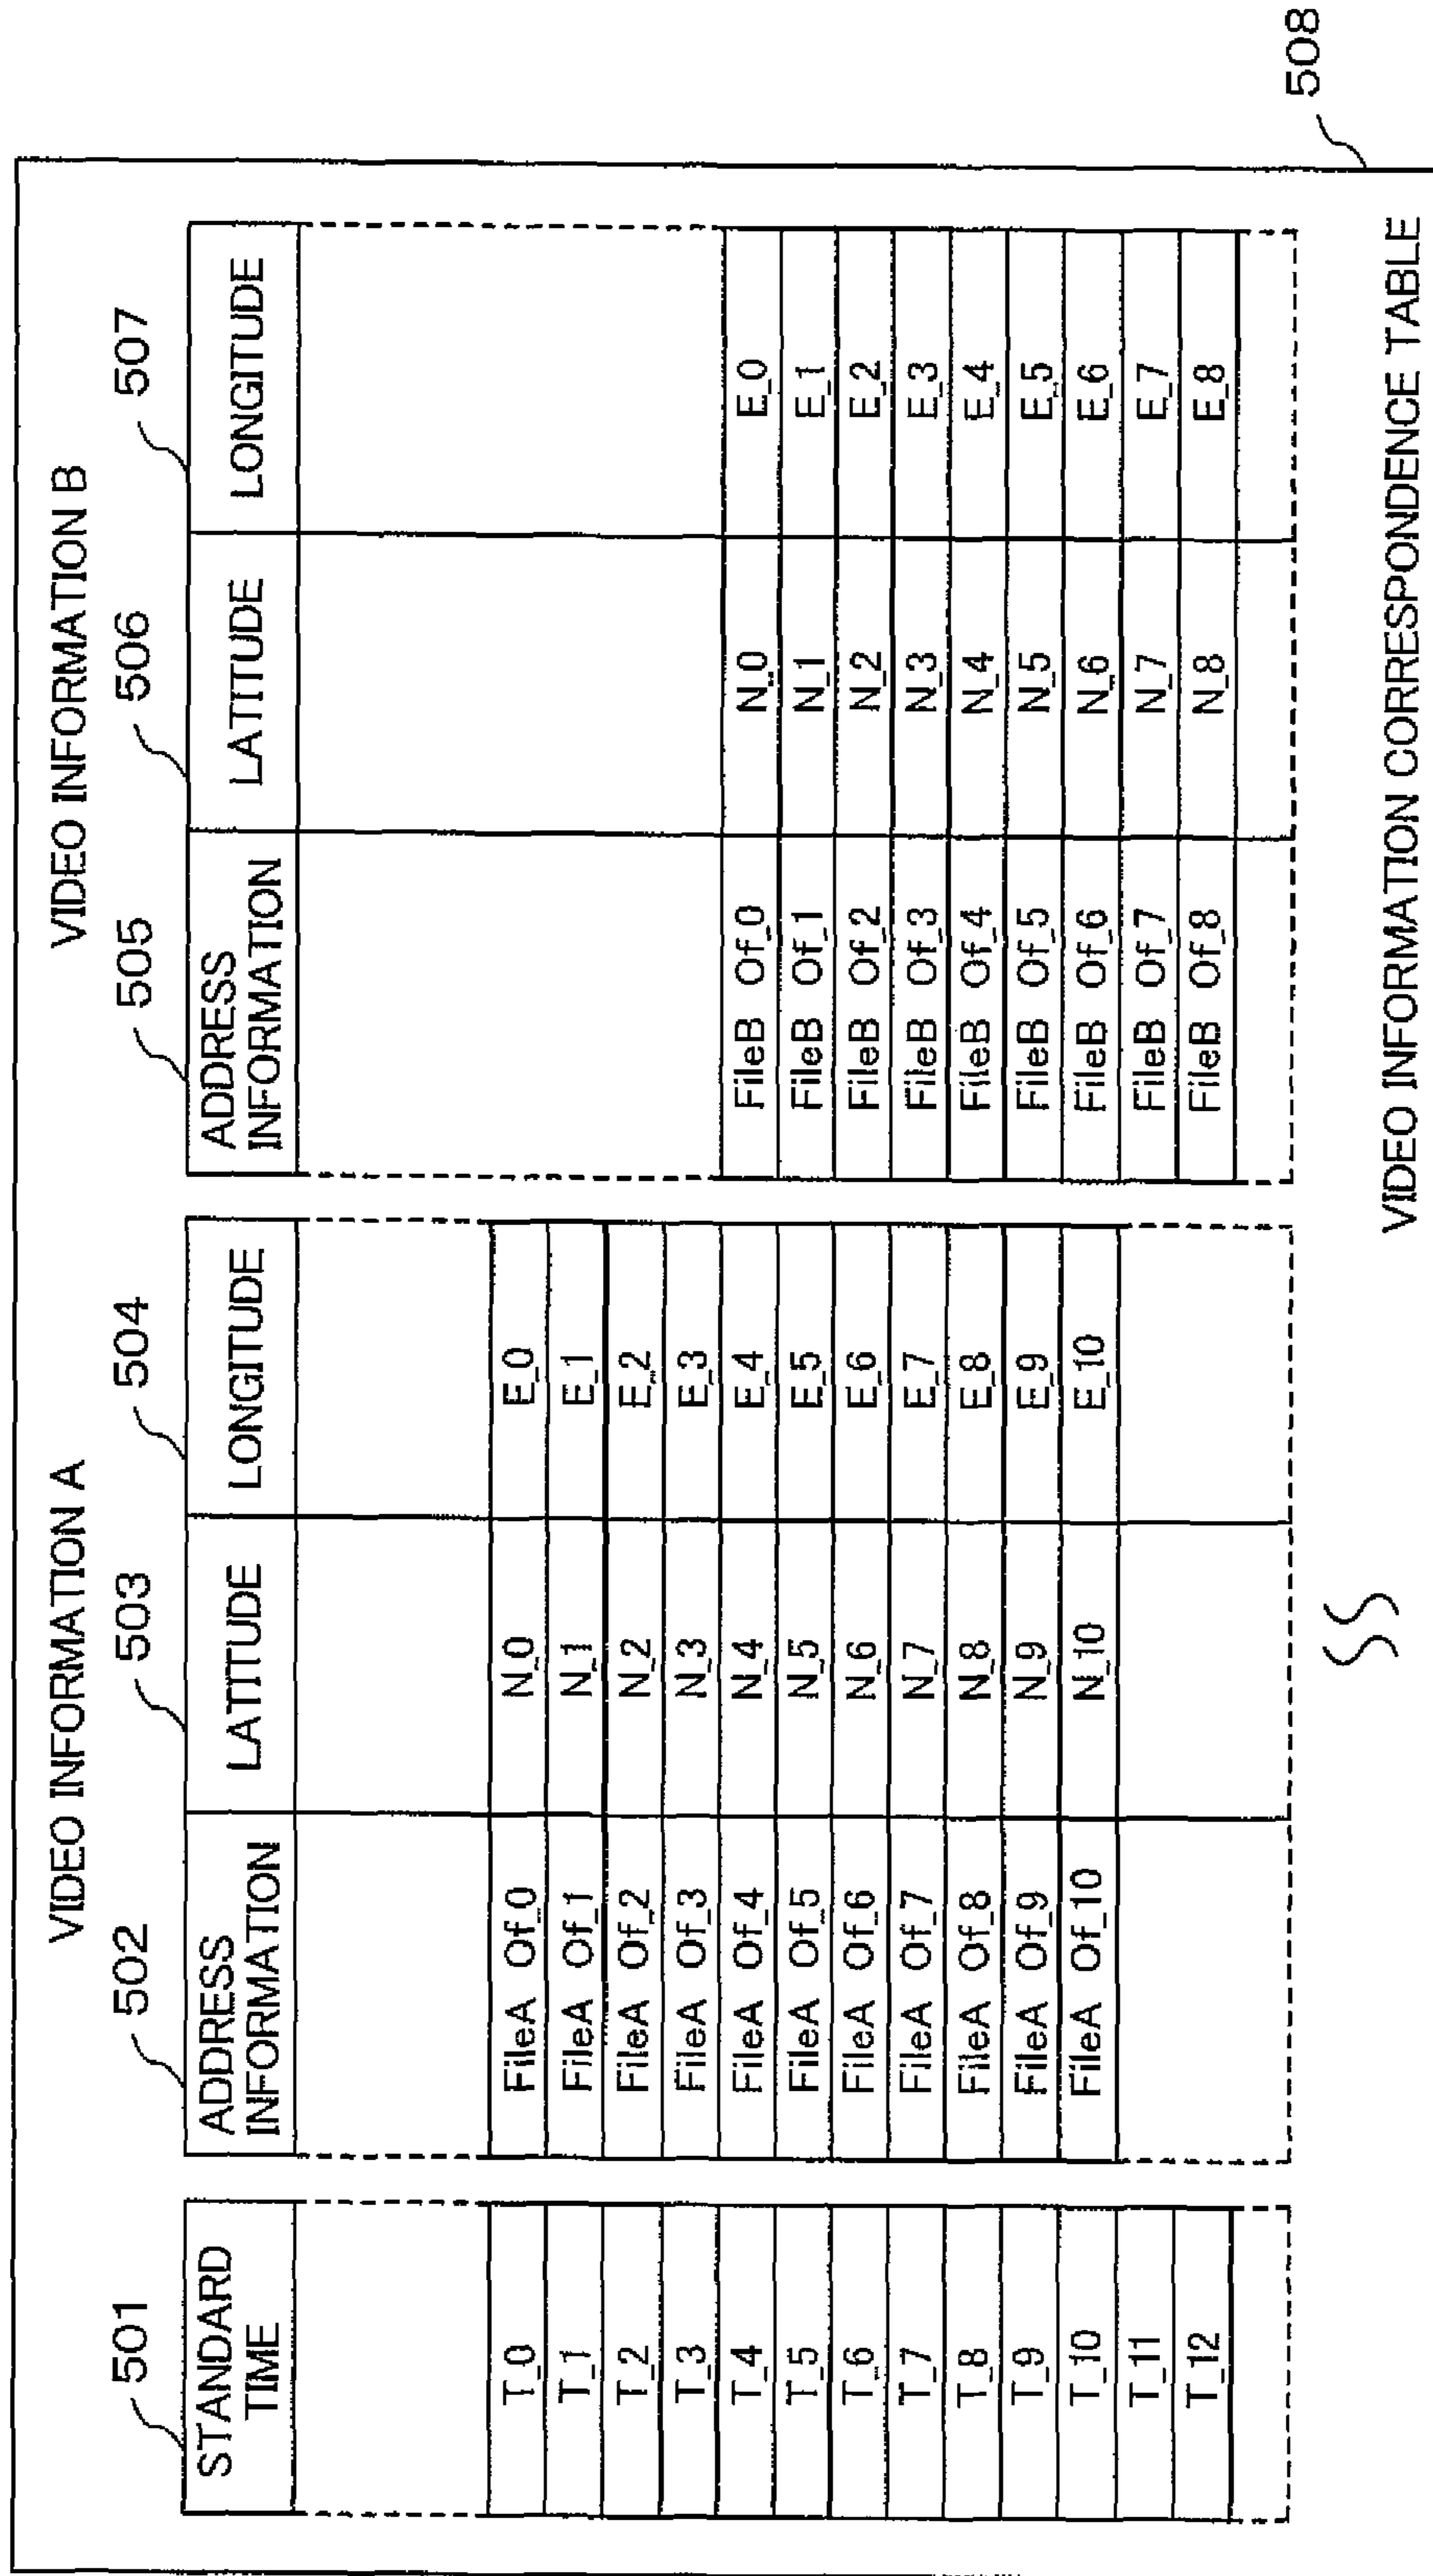 VIDEO INFORMATION A VIDEO INFORMATION B
501 502 503 504 505 506 507
STANDARD TIME ADDRESS INFORMATION LATITUDE LONGITUDE ADDRESS INFORMATION LATITUDE LONGITUDE
T_0 FileA Of_0 N_0 E_0
T_1 FileA Of_1 N_1 E_1
T_2 FileA Of_2 N_2 E_2
T_3 FileA Of_3 N_3 E_3
T_4 FileA Of_4 N_4 E_4 FileB Of_0 N_0 E_0
T_5 FileA Of_5 N_5 E_5 FileB Of_1 N_1 E_1
T_6 FileA Of_6 N_6 E_6 FileB Of_2 N_2 E_2
T_7 FileA Of_7 N_7 E_7 FileB Of_3 N_3 E_3
T_8 FileA Of_8 N_8 E_8 FileB Of_4 N_4 E_4
T_9 FileA Of_9 N_9 E_9 FileB Of_5 N_5 E_5
T_10 FileA Of_10 N_10 E_10 FileB Of_6 N_6 E_6
T_11 FileB Of_7 N_7 E_7
T_12 FileB Of_8 N_8 E_8
VIDEO INFORMATION CORRESPONDENCE TABLE
508